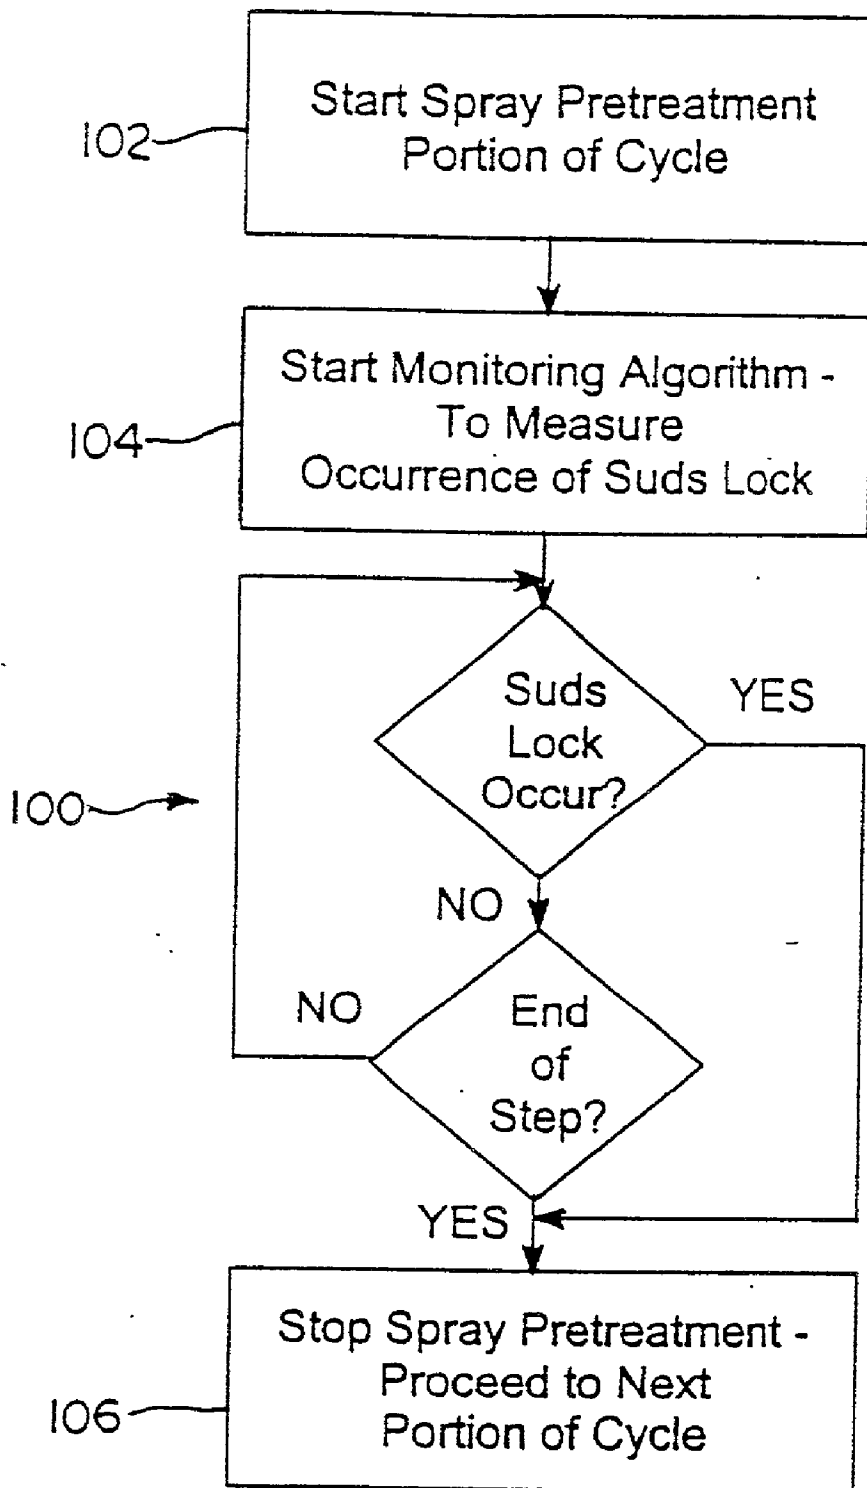 102
Start Spray Pretreatment
Portion of Cycle
104
Start Monitoring Algorithm -
To Measure
Occurrence of Suds Lock
100
Suds
Lock
Occur?
YES
NO
NO
End
of
Step?
YES
106
Stop Spray Pretreatment -
Proceed to Next
Portion of Cycle